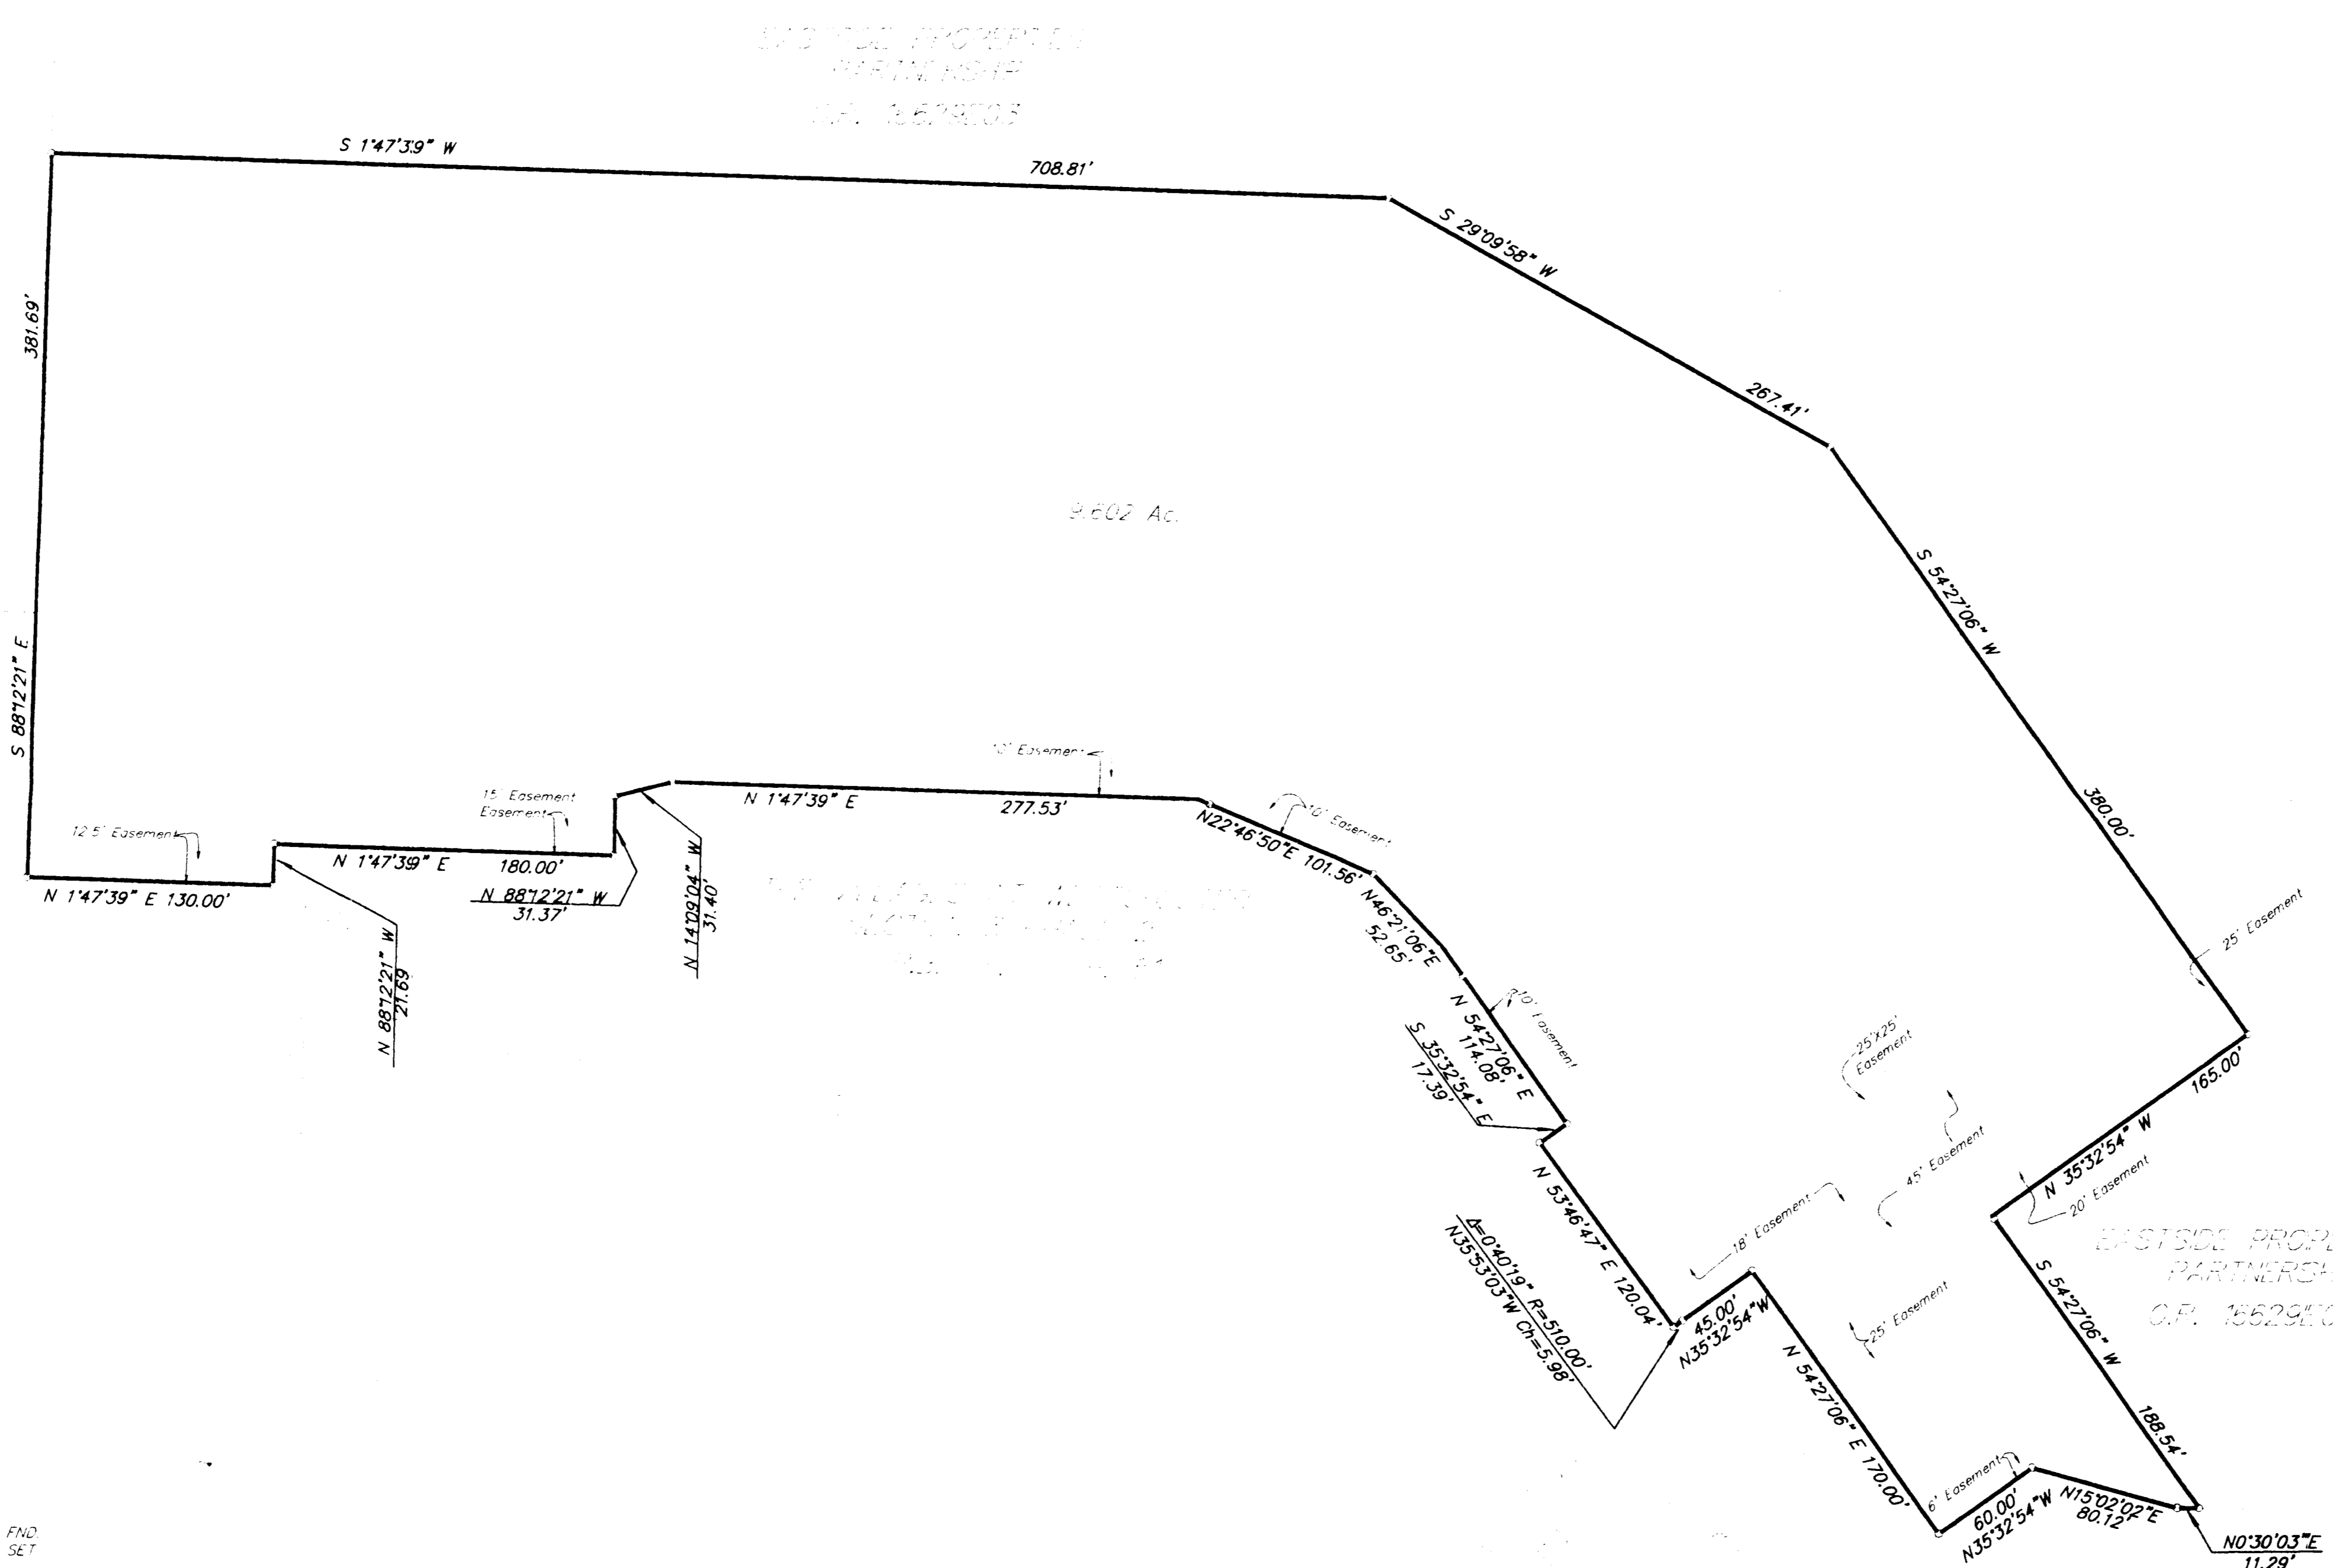 PARTNERSHIP
S 1°47'39" W
708.81'
S 29°09'58" W
267.41'
381.69'
S 88°12'21" E
9.602 Ac.
S 54°27'06" W
380.00'
25' Easement
10' Easement
N 1°47'39" E
277.53'
15' Easement
Easement
12.5' Easement
N 1°47'39" E
180.00'
N 1°47'39" E 130.00'
N 88°12'21" W
31.37'
N 14°09'04" W
31.40'
N 88°12'21" W
21.69
10' Easement
N22°46'50"E 101.56'
N46°21'06"E
52.65'
10' Easement
N 54°27'06" E
114.08'
S 35°32'54" E
17.39'
25'x25'
Easement
165.00'
N 35°32'54" W
20' Easement
45' Easement
18' Easement
N 53°46'47" E 120.04'
Δ=0°40'19" R=510.00'
N35°53'03"W Ch=5.98'
45.00'
N35°32'54"W
25' Easement
EASTSIDE PROPE
PARTNERSH
S 54°27'06" W
188.54'
N 54°27'06" E 170.00'
6' Easement
60.00'
N35°32'54"W
N15°02'02"E
80.12'
N0°30'03"E
11.29'
FND.
SET